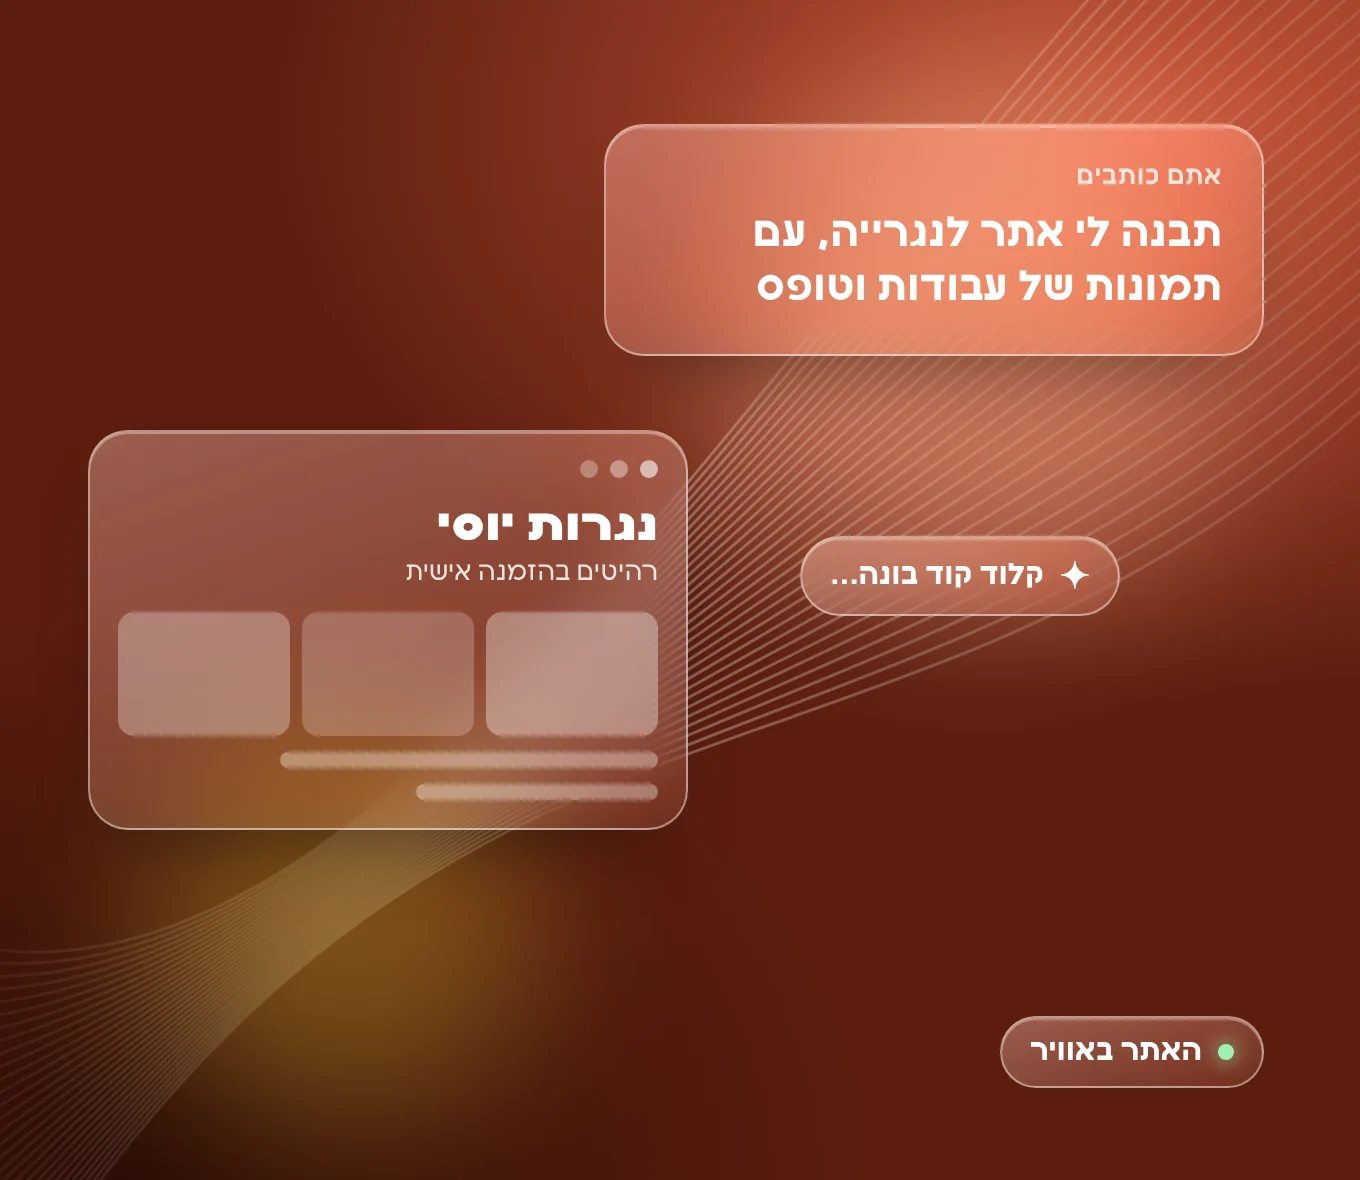 אתם כותבים
תבנה לי אתר לנגרייה, עם
תמונות של עבודות וטופס
נגרות יוסי
רהיטים בהזמנה אישית
קלוד קוד בונה...
האתר באוויר